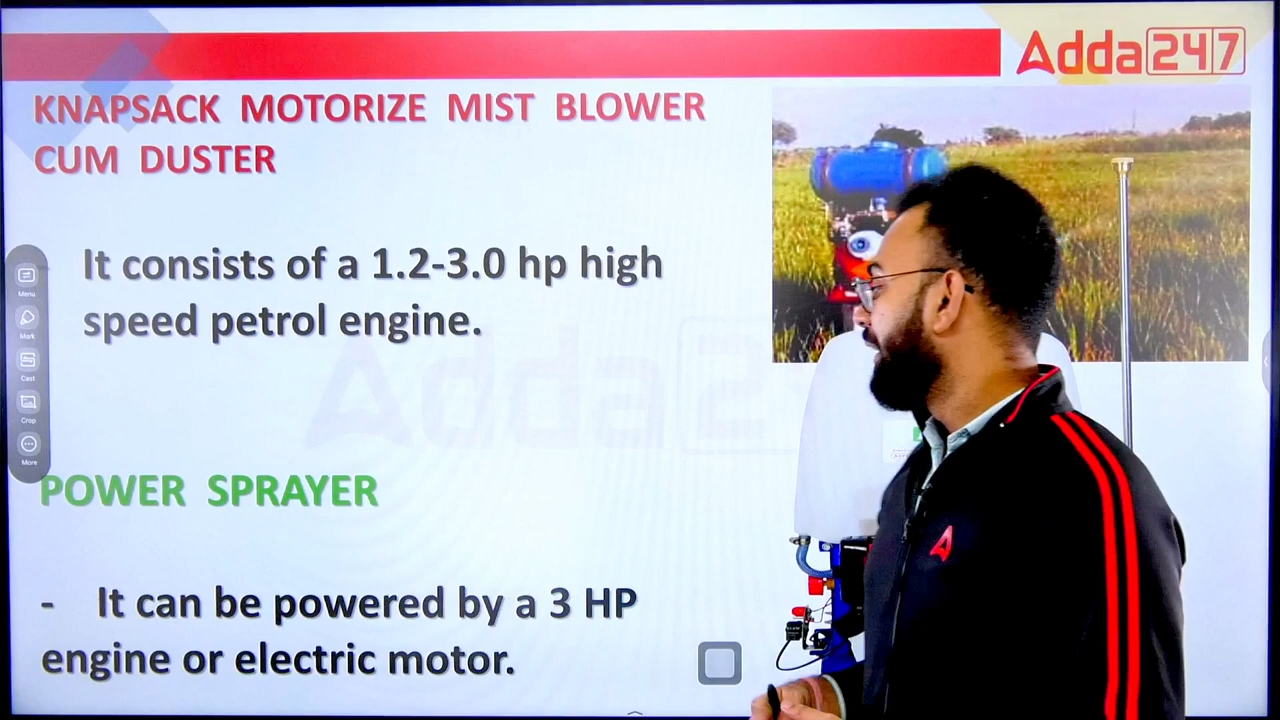 Adda247
KNAPSACK MOTORIZE MIST BLOWER
CUM DUSTER
It consists of a 1.2-3.0 hp high
speed petrol engine.
Menu
Mark
Cast
Crop
More
Adda2
POWER SPRAYER
- It can be powered by a 3 HP
engine or electric motor.